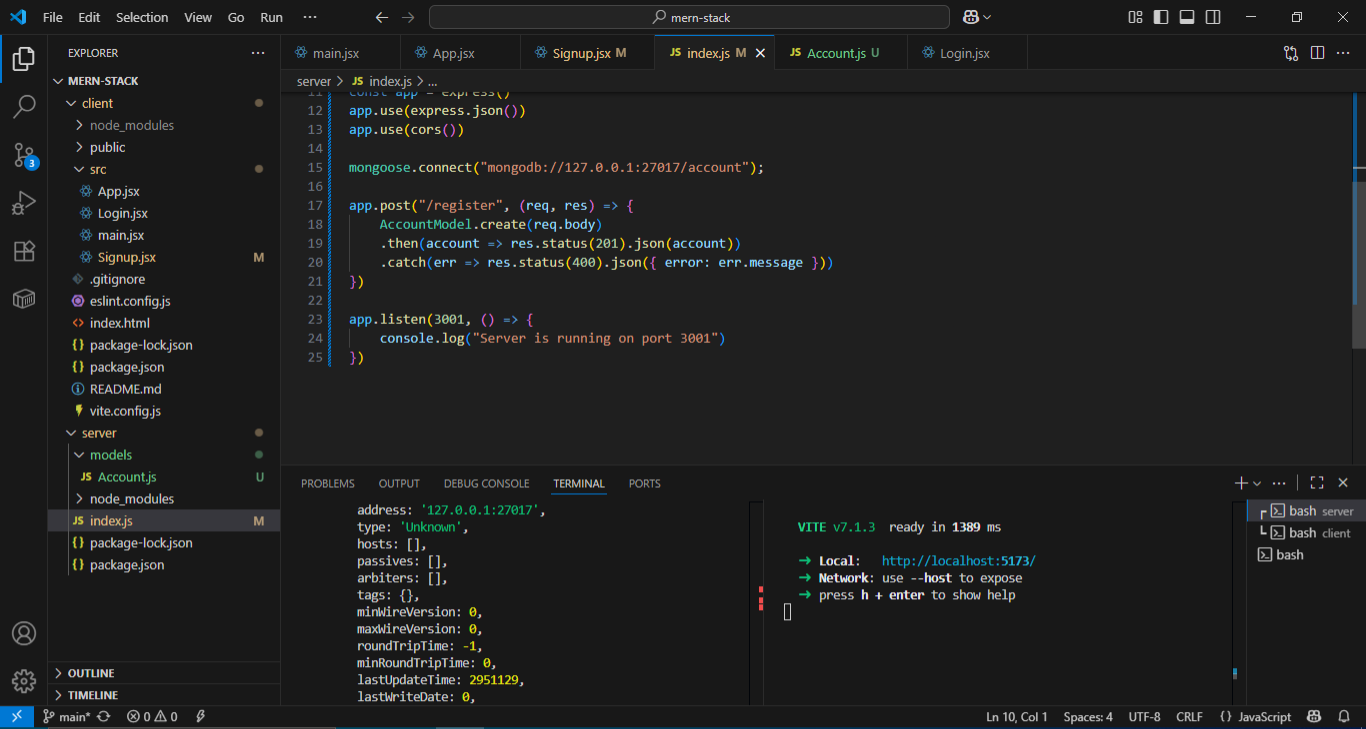 File Edit Selection View Go Run ··· mern-stack
EXPLORER
MERN-STACK
client
node_modules
public
src
App.jsx
Login.jsx
main.jsx
Signup.jsx M
.gitignore
eslint.config.js
index.html
package-lock.json
package.json
README.md
vite.config.js
server
models
JS Account.js U
node_modules
JS index.js M
package-lock.json
package.json
OUTLINE
TIMELINE
3
main.jsx App.jsx Signup.jsx M JS index.js M JS Account.js U Login.jsx
server > JS index.js > ...
11 const app = express()
12 app.use(express.json())
13 app.use(cors())
14
15 mongoose.connect("mongodb://127.0.0.1:27017/account");
16
17 app.post("/register", (req, res) => {
18 AccountModel.create(req.body)
19 .then(account => res.status(201).json(account))
20 .catch(err => res.status(400).json({ error: err.message }))
21 })
22
23 app.listen(3001, () => {
24 console.log("Server is running on port 3001")
25 })
PROBLEMS OUTPUT DEBUG CONSOLE TERMINAL PORTS
address: '127.0.0.1:27017',
type: 'Unknown',
hosts: [],
passives: [],
arbiters: [],
tags: {},
minWireVersion: 0,
maxWireVersion: 0,
roundTripTime: -1,
minRoundTripTime: 0,
lastUpdateTime: 2951129,
lastWriteDate: 0,
VITE v7.1.3 ready in 1389 ms
➜ Local: http://localhost:5173/
➜ Network: use --host to expose
➜ press h + enter to show help
bash server
bash client
bash
main* 0 0 Ln 10, Col 1 Spaces: 4 UTF-8 CRLF {} JavaScript